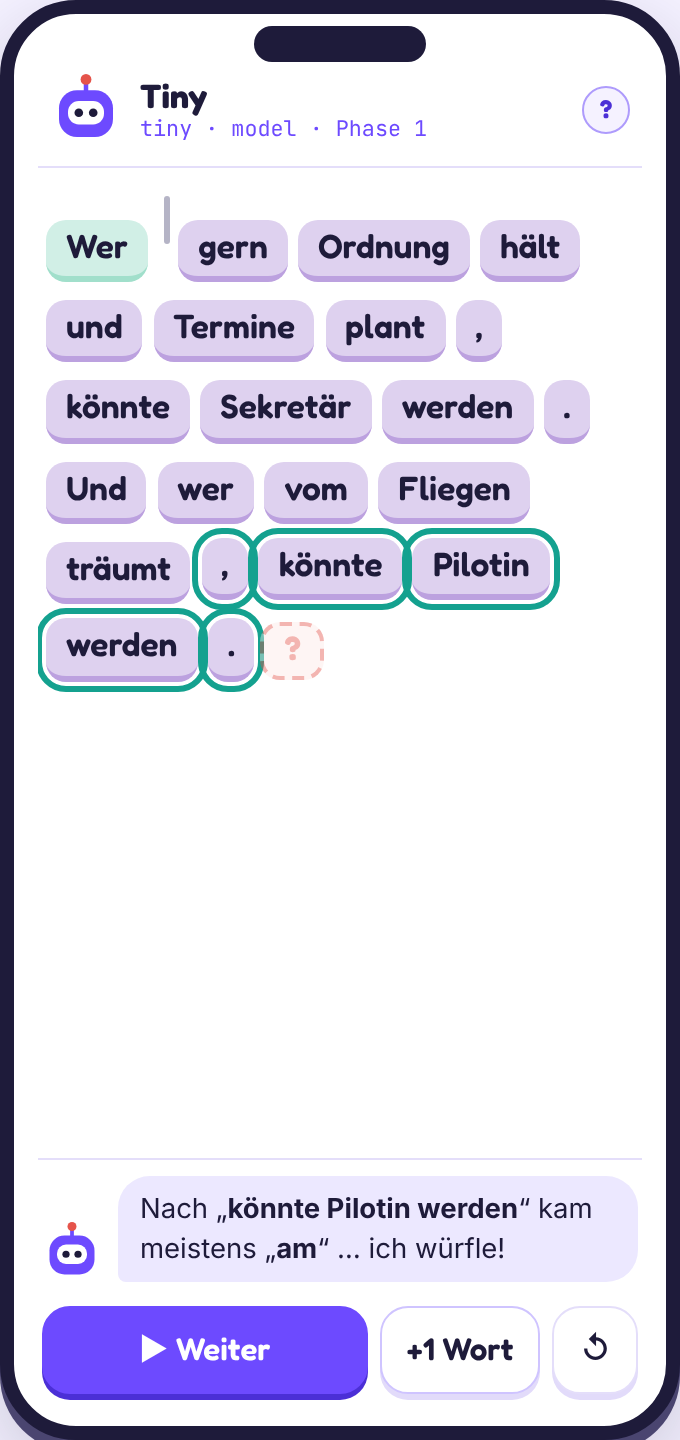 Tiny
tiny · model · Phase 1
?
Wer gern Ordnung hält
und Termine plant ,
könnte Sekretär werden .
Und wer vom Fliegen
träumt , könnte Pilotin
werden . ?
Nach „könnte Pilotin werden“ kam
meistens „am“ … ich würfle!
▶ Weiter +1 Wort ↺